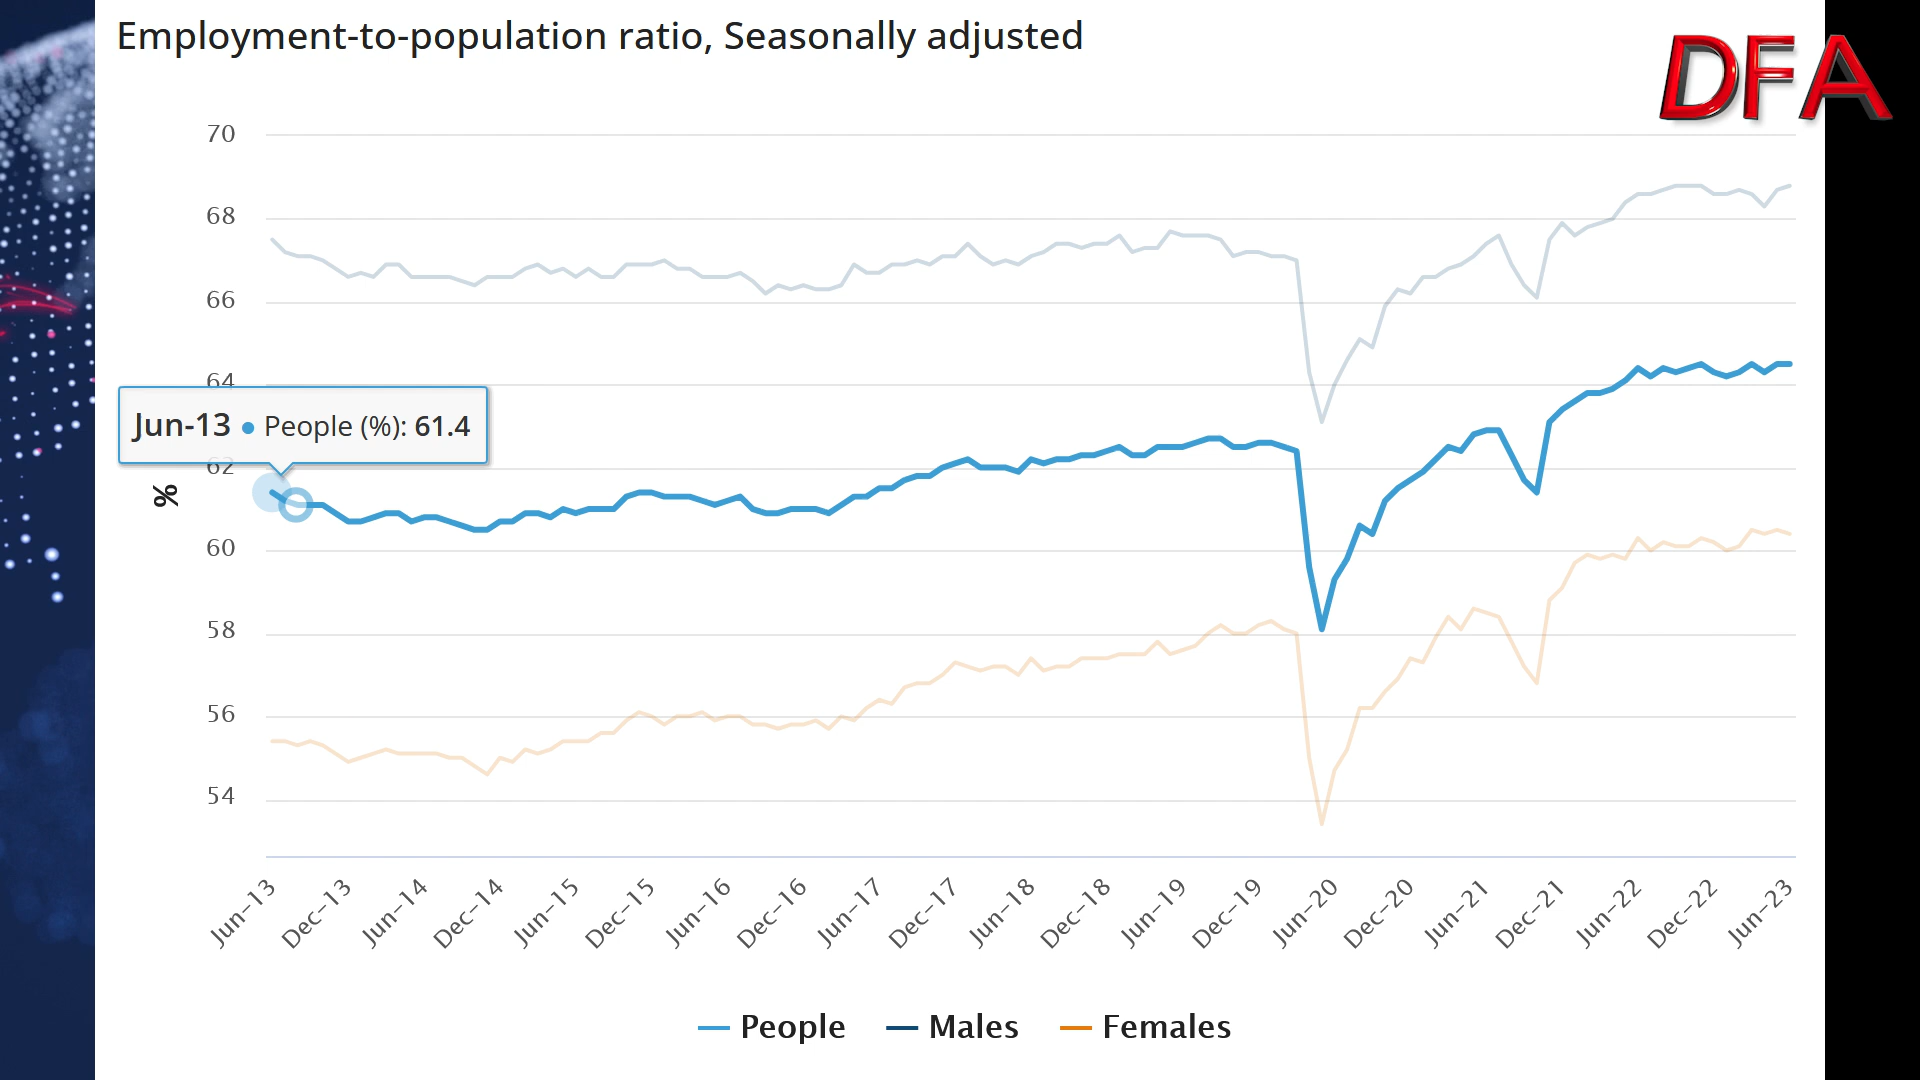 Employment-to-population ratio, Seasonally adjusted
DFA
70
68
66
64
Jun-13 ● People (%): 61.4
62
%
60
58
56
54
Jun-13
Dec-13
Jun-14
Dec-14
Jun-15
Dec-15
Jun-16
Dec-16
Jun-17
Dec-17
Jun-18
Dec-18
Jun-19
Dec-19
Jun-20
Dec-20
Jun-21
Dec-21
Jun-22
Dec-22
Jun-23
People Males Females